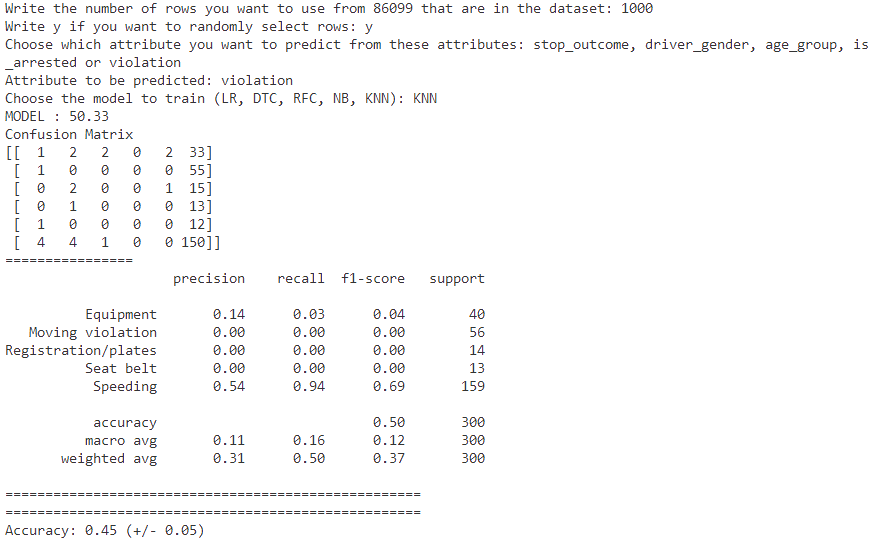 Write the number of rows you want to use from 86099 that are in the dataset: 1000
Write y if you want to randomly select rows: y
Choose which attribute you want to predict from these attributes: stop_outcome, driver_gender, age_group, is
_arrested or violation
Attribute to be predicted: violation
Choose the model to train (LR, DTC, RFC, NB, KNN): KNN
MODEL : 50.33
Confusion Matrix
[[  1   2   2   0   2  33]
 [  1   0   0   0   0  55]
 [  0   2   0   0   1  15]
 [  0   1   0   0   0  13]
 [  1   0   0   0   0  12]
 [  4   4   1   0   0 150]]
================
                     precision    recall  f1-score   support

          Equipment       0.14      0.03      0.04        40
   Moving violation       0.00      0.00      0.00        56
Registration/plates       0.00      0.00      0.00        14
          Seat belt       0.00      0.00      0.00        13
           Speeding       0.54      0.94      0.69       159

           accuracy                           0.50       300
          macro avg       0.11      0.16      0.12       300
       weighted avg       0.31      0.50      0.37       300

====================================================
====================================================
Accuracy: 0.45 (+/- 0.05)